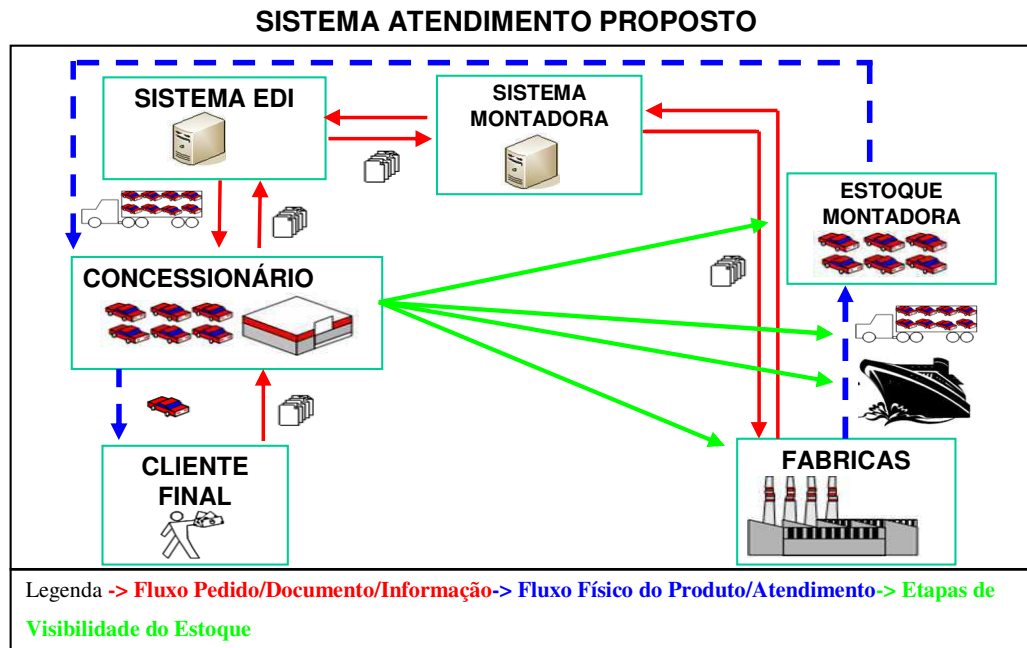 SISTEMA ATENDIMENTO PROPOSTO
SISTEMA EDI
SISTEMA
MONTADORA
ESTOQUE
MONTADORA
CONCESSIONÁRIO
CLIENTE
FINAL
FABRICAS
Legenda -> Fluxo Pedido/Documento/Informação-> Fluxo Físico do Produto/Atendimento-> Etapas de
Visibilidade do Estoque